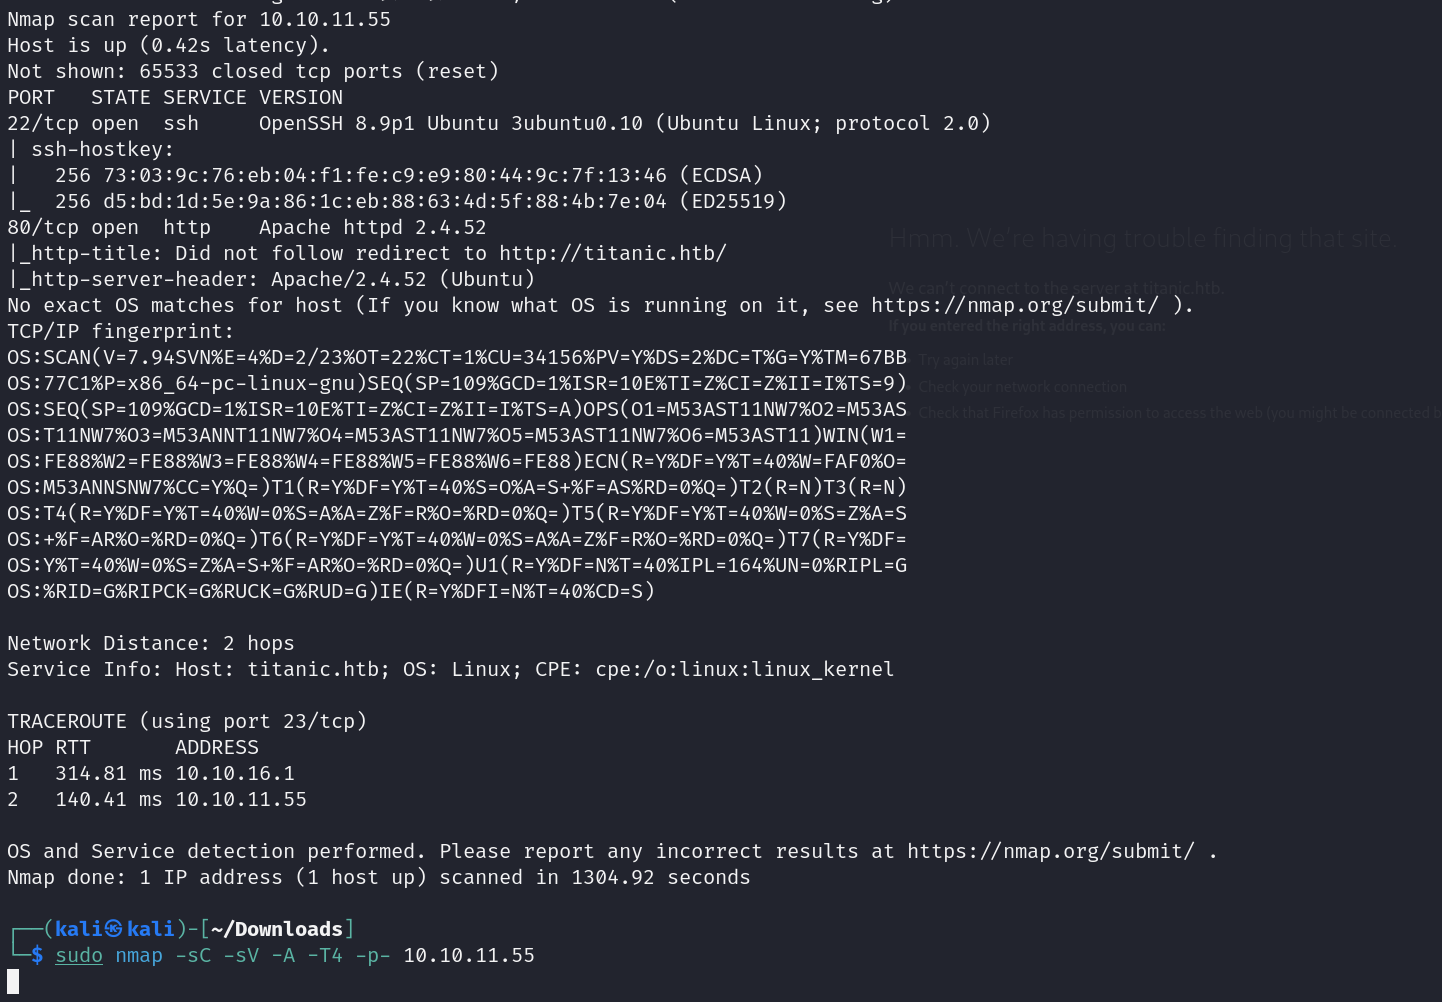 Nmap scan report for 10.10.11.55
Host is up (0.42s latency).
Not shown: 65533 closed tcp ports (reset)
PORT   STATE SERVICE VERSION
22/tcp open  ssh     OpenSSH 8.9p1 Ubuntu 3ubuntu0.10 (Ubuntu Linux; protocol 2.0)
| ssh-hostkey:
|   256 73:03:9c:76:eb:04:f1:fe:c9:e9:80:44:9c:7f:13:46 (ECDSA)
|_  256 d5:bd:1d:5e:9a:86:1c:eb:88:63:4d:5f:88:4b:7e:04 (ED25519)
80/tcp open  http    Apache httpd 2.4.52
|_http-title: Did not follow redirect to http://titanic.htb/
|_http-server-header: Apache/2.4.52 (Ubuntu)
No exact OS matches for host (If you know what OS is running on it, see https://nmap.org/submit/ ).
TCP/IP fingerprint:
OS:SCAN(V=7.94SVN%E=4%D=2/23%OT=22%CT=1%CU=34156%PV=Y%DS=2%DC=T%G=Y%TM=67BB
OS:77C1%P=x86_64-pc-linux-gnu)SEQ(SP=109%GCD=1%ISR=10E%TI=Z%CI=Z%II=I%TS=9)
OS:SEQ(SP=109%GCD=1%ISR=10E%TI=Z%CI=Z%II=I%TS=A)OPS(O1=M53AST11NW7%O2=M53AS
OS:T11NW7%O3=M53ANNT11NW7%O4=M53AST11NW7%O5=M53AST11NW7%O6=M53AST11)WIN(W1=
OS:FE88%W2=FE88%W3=FE88%W4=FE88%W5=FE88%W6=FE88)ECN(R=Y%DF=Y%T=40%W=FAF0%O=
OS:M53ANNSNW7%CC=Y%Q=)T1(R=Y%DF=Y%T=40%S=O%A=S+%F=AS%RD=0%Q=)T2(R=N)T3(R=N)
OS:T4(R=Y%DF=Y%T=40%W=0%S=A%A=Z%F=R%O=%RD=0%Q=)T5(R=Y%DF=Y%T=40%W=0%S=Z%A=S
OS:+%F=AR%O=%RD=0%Q=)T6(R=Y%DF=Y%T=40%W=0%S=A%A=Z%F=R%O=%RD=0%Q=)T7(R=Y%DF=
OS:Y%T=40%W=0%S=Z%A=S+%F=AR%O=%RD=0%Q=)U1(R=Y%DF=N%T=40%IPL=164%UN=0%RIPL=G
OS:%RID=G%RIPCK=G%RUCK=G%RUD=G)IE(R=Y%DFI=N%T=40%CD=S)
Network Distance: 2 hops
Service Info: Host: titanic.htb; OS: Linux; CPE: cpe:/o:linux:linux_kernel
TRACEROUTE (using port 23/tcp)
HOP RTT       ADDRESS
1   314.81 ms 10.10.16.1
2   140.41 ms 10.10.11.55
OS and Service detection performed. Please report any incorrect results at https://nmap.org/submit/ .
Nmap done: 1 IP address (1 host up) scanned in 1304.92 seconds
┌──(kali㉿kali)-[~/Downloads]
└─$ sudo nmap -sC -sV -A -T4 -p- 10.10.11.55
Hmm. We're having trouble finding that site.
We can't connect to the server at titanic.htb.
If you entered the right address, you can:
Try again later
Check your network connection
Check that Firefox has permission to access the web (you might be connected b